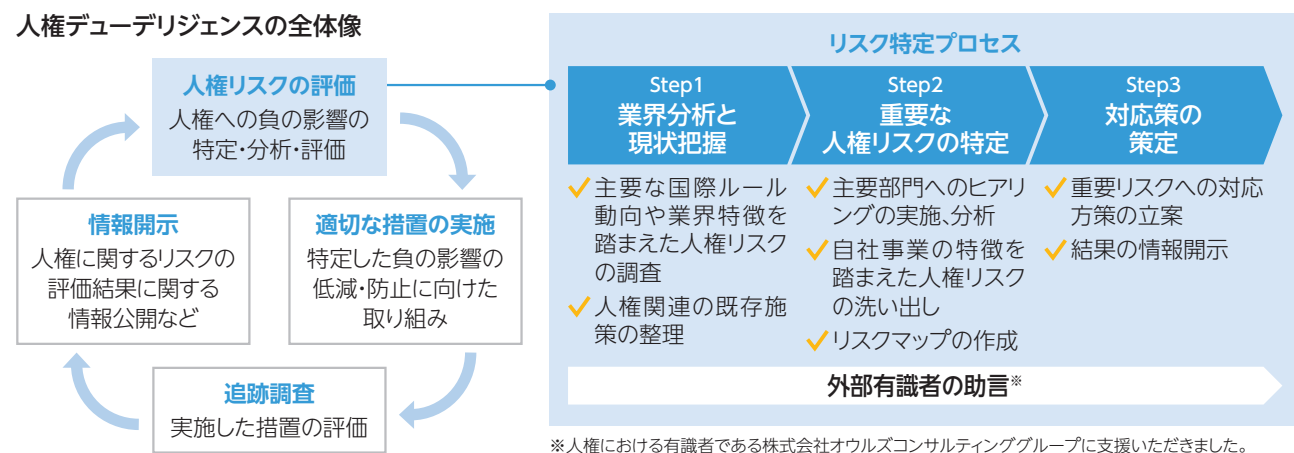 人権デューデリジェンスの全体像
人権リスクの評価
人権への負の影響の
特定・分析・評価
適切な措置の実施
特定した負の影響の
低減・防止に向けた
取り組み
追跡調査
実施した措置の評価
情報開示
人権に関するリスクの
評価結果に関する
情報公開など
リスク特定プロセス
Step1
業界分析と
現状把握
主要な国際ルール
動向や業界特徴を
踏まえた人権リスク
の調査
人権関連の既存施
策の整理
Step2
重要な
人権リスクの特定
主要部門へのヒアリ
ングの実施、分析
自社事業の特徴を
踏まえた人権リスク
の洗い出し
リスクマップの作成
Step3
対応策の
策定
重要リスクへの対応
方策の立案
結果の情報開示
外部有識者の助言※
※人権における有識者である株式会社オウルズコンサルティンググループに支援いただきました。